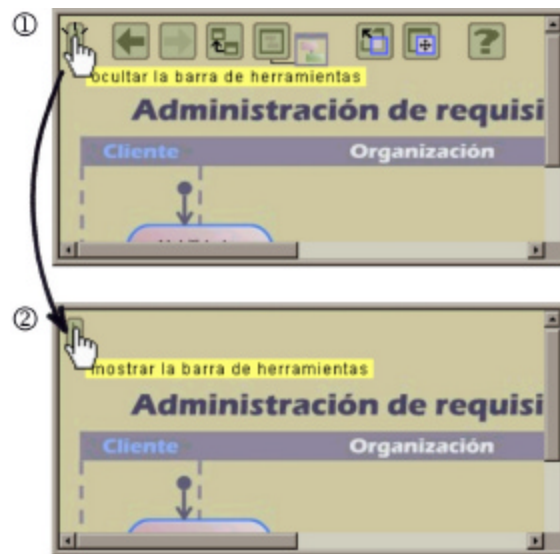 ①
?
ocultar la barra de herramientas
Administración de requisi
Cliente Organización
②
mostrar la barra de herramientas
Administración de requisi
Cliente Organización